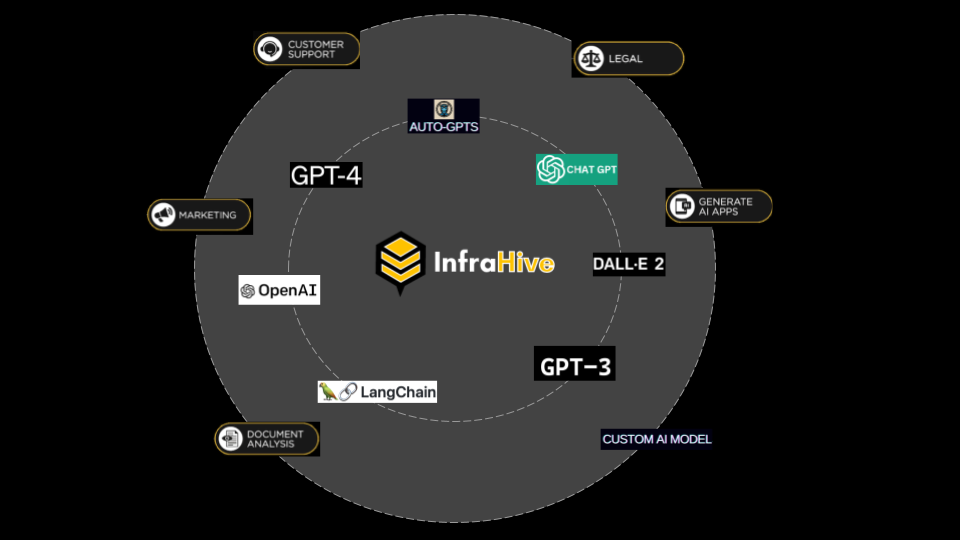 CUSTOMER
SUPPORT
LEGAL
AUTO-GPTS
GPT-4
CHAT GPT
MARKETING
GENERATE
AI APPS
InfraHive
DALL·E 2
OpenAI
GPT-3
LangChain
DOCUMENT
ANALYSIS
CUSTOM AI MODEL